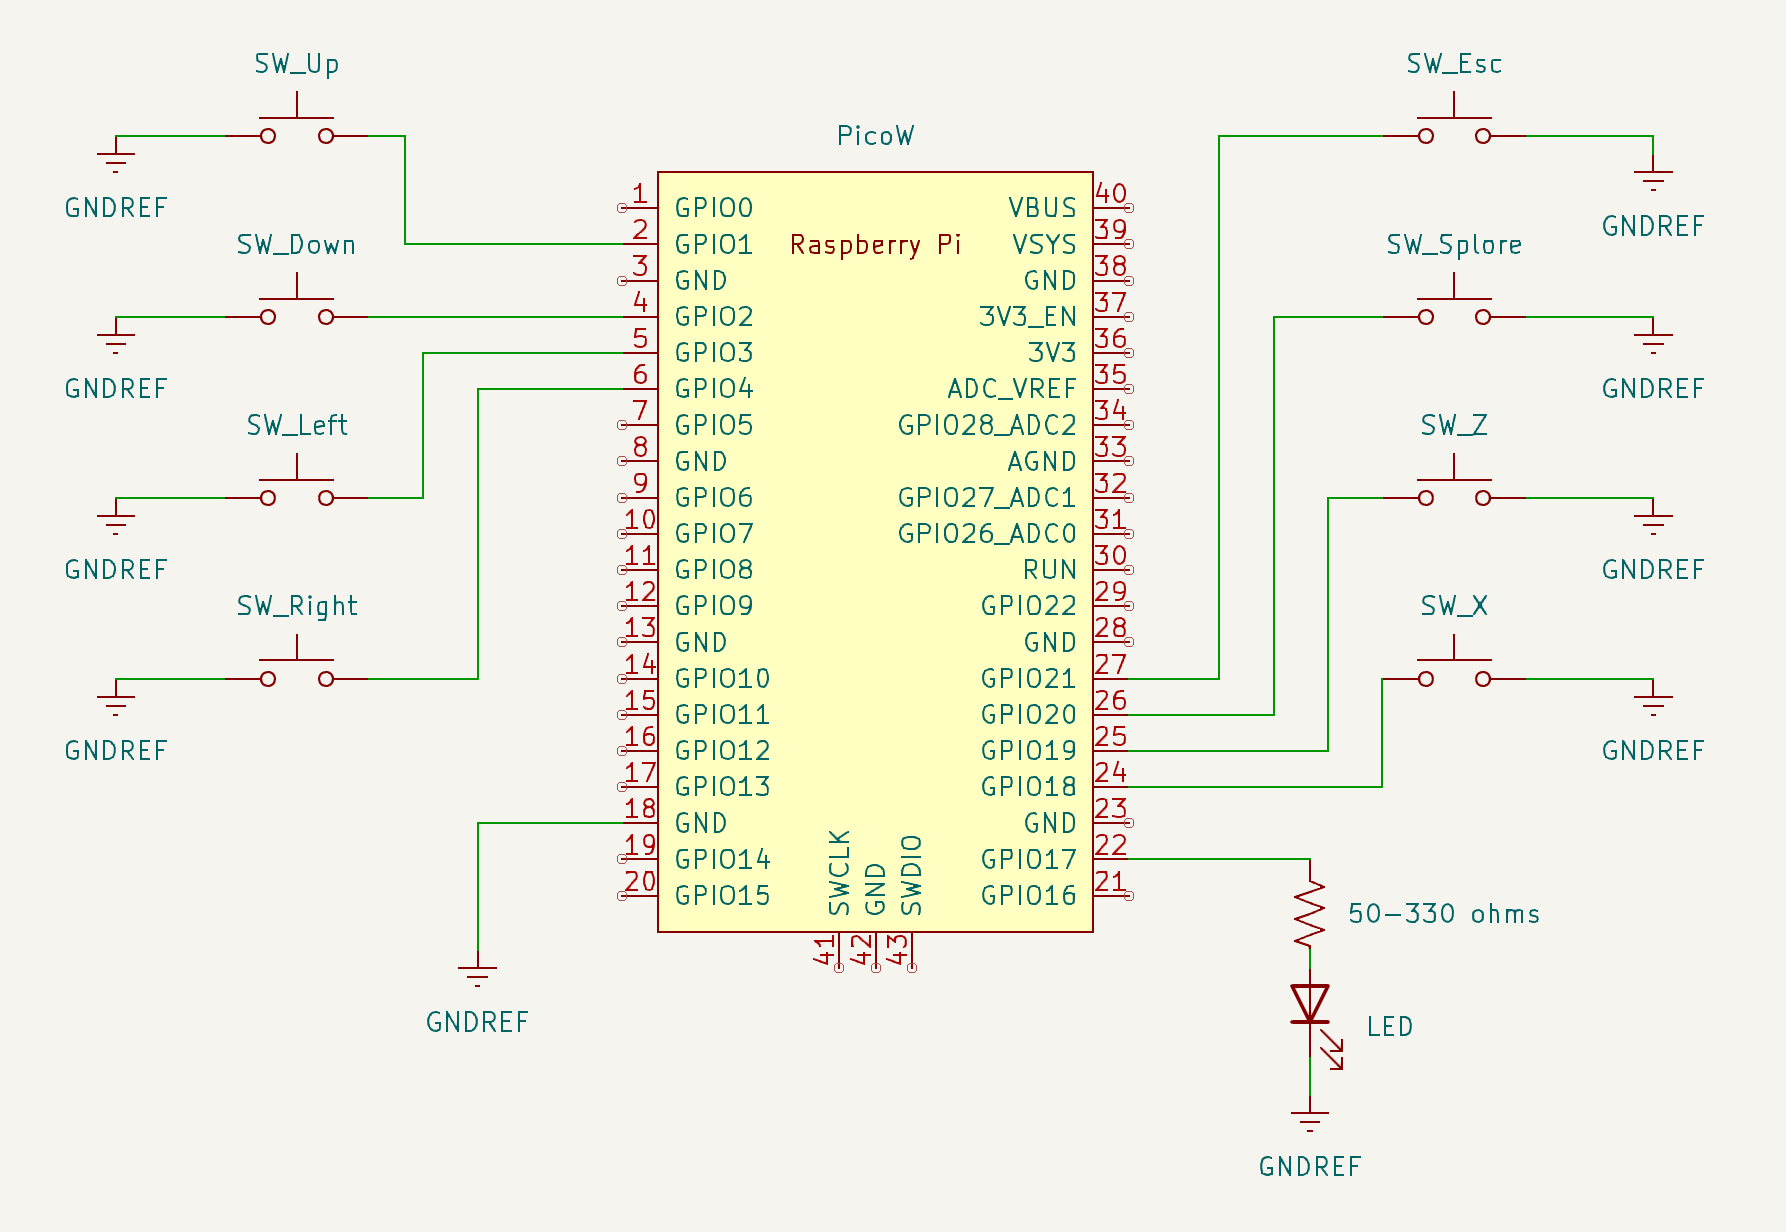 SW_Up
GNDREF
SW_Down
GNDREF
SW_Left
GNDREF
SW_Right
GNDREF
GNDREF
PicoW
Raspberry Pi
1 GPIO0
2 GPIO1
3 GND
4 GPIO2
5 GPIO3
6 GPIO4
7 GPIO5
8 GND
9 GPIO6
10 GPIO7
11 GPIO8
12 GPIO9
13 GND
14 GPIO10
15 GPIO11
16 GPIO12
17 GPIO13
18 GND
19 GPIO14
20 GPIO15
SWCLK 41
GND 42
SWDIO 43
VBUS 40
VSYS 39
GND 38
3V3_EN 37
3V3 36
ADC_VREF 35
GPIO28_ADC2 34
AGND 33
GPIO27_ADC1 32
GPIO26_ADC0 31
RUN 30
GPIO22 29
GND 28
GPIO21 27
GPIO20 26
GPIO19 25
GPIO18 24
GND 23
GPIO17 22
GPIO16 21
SW_Esc
GNDREF
SW_Splore
GNDREF
SW_Z
GNDREF
SW_X
GNDREF
50-330 ohms
LED
GNDREF